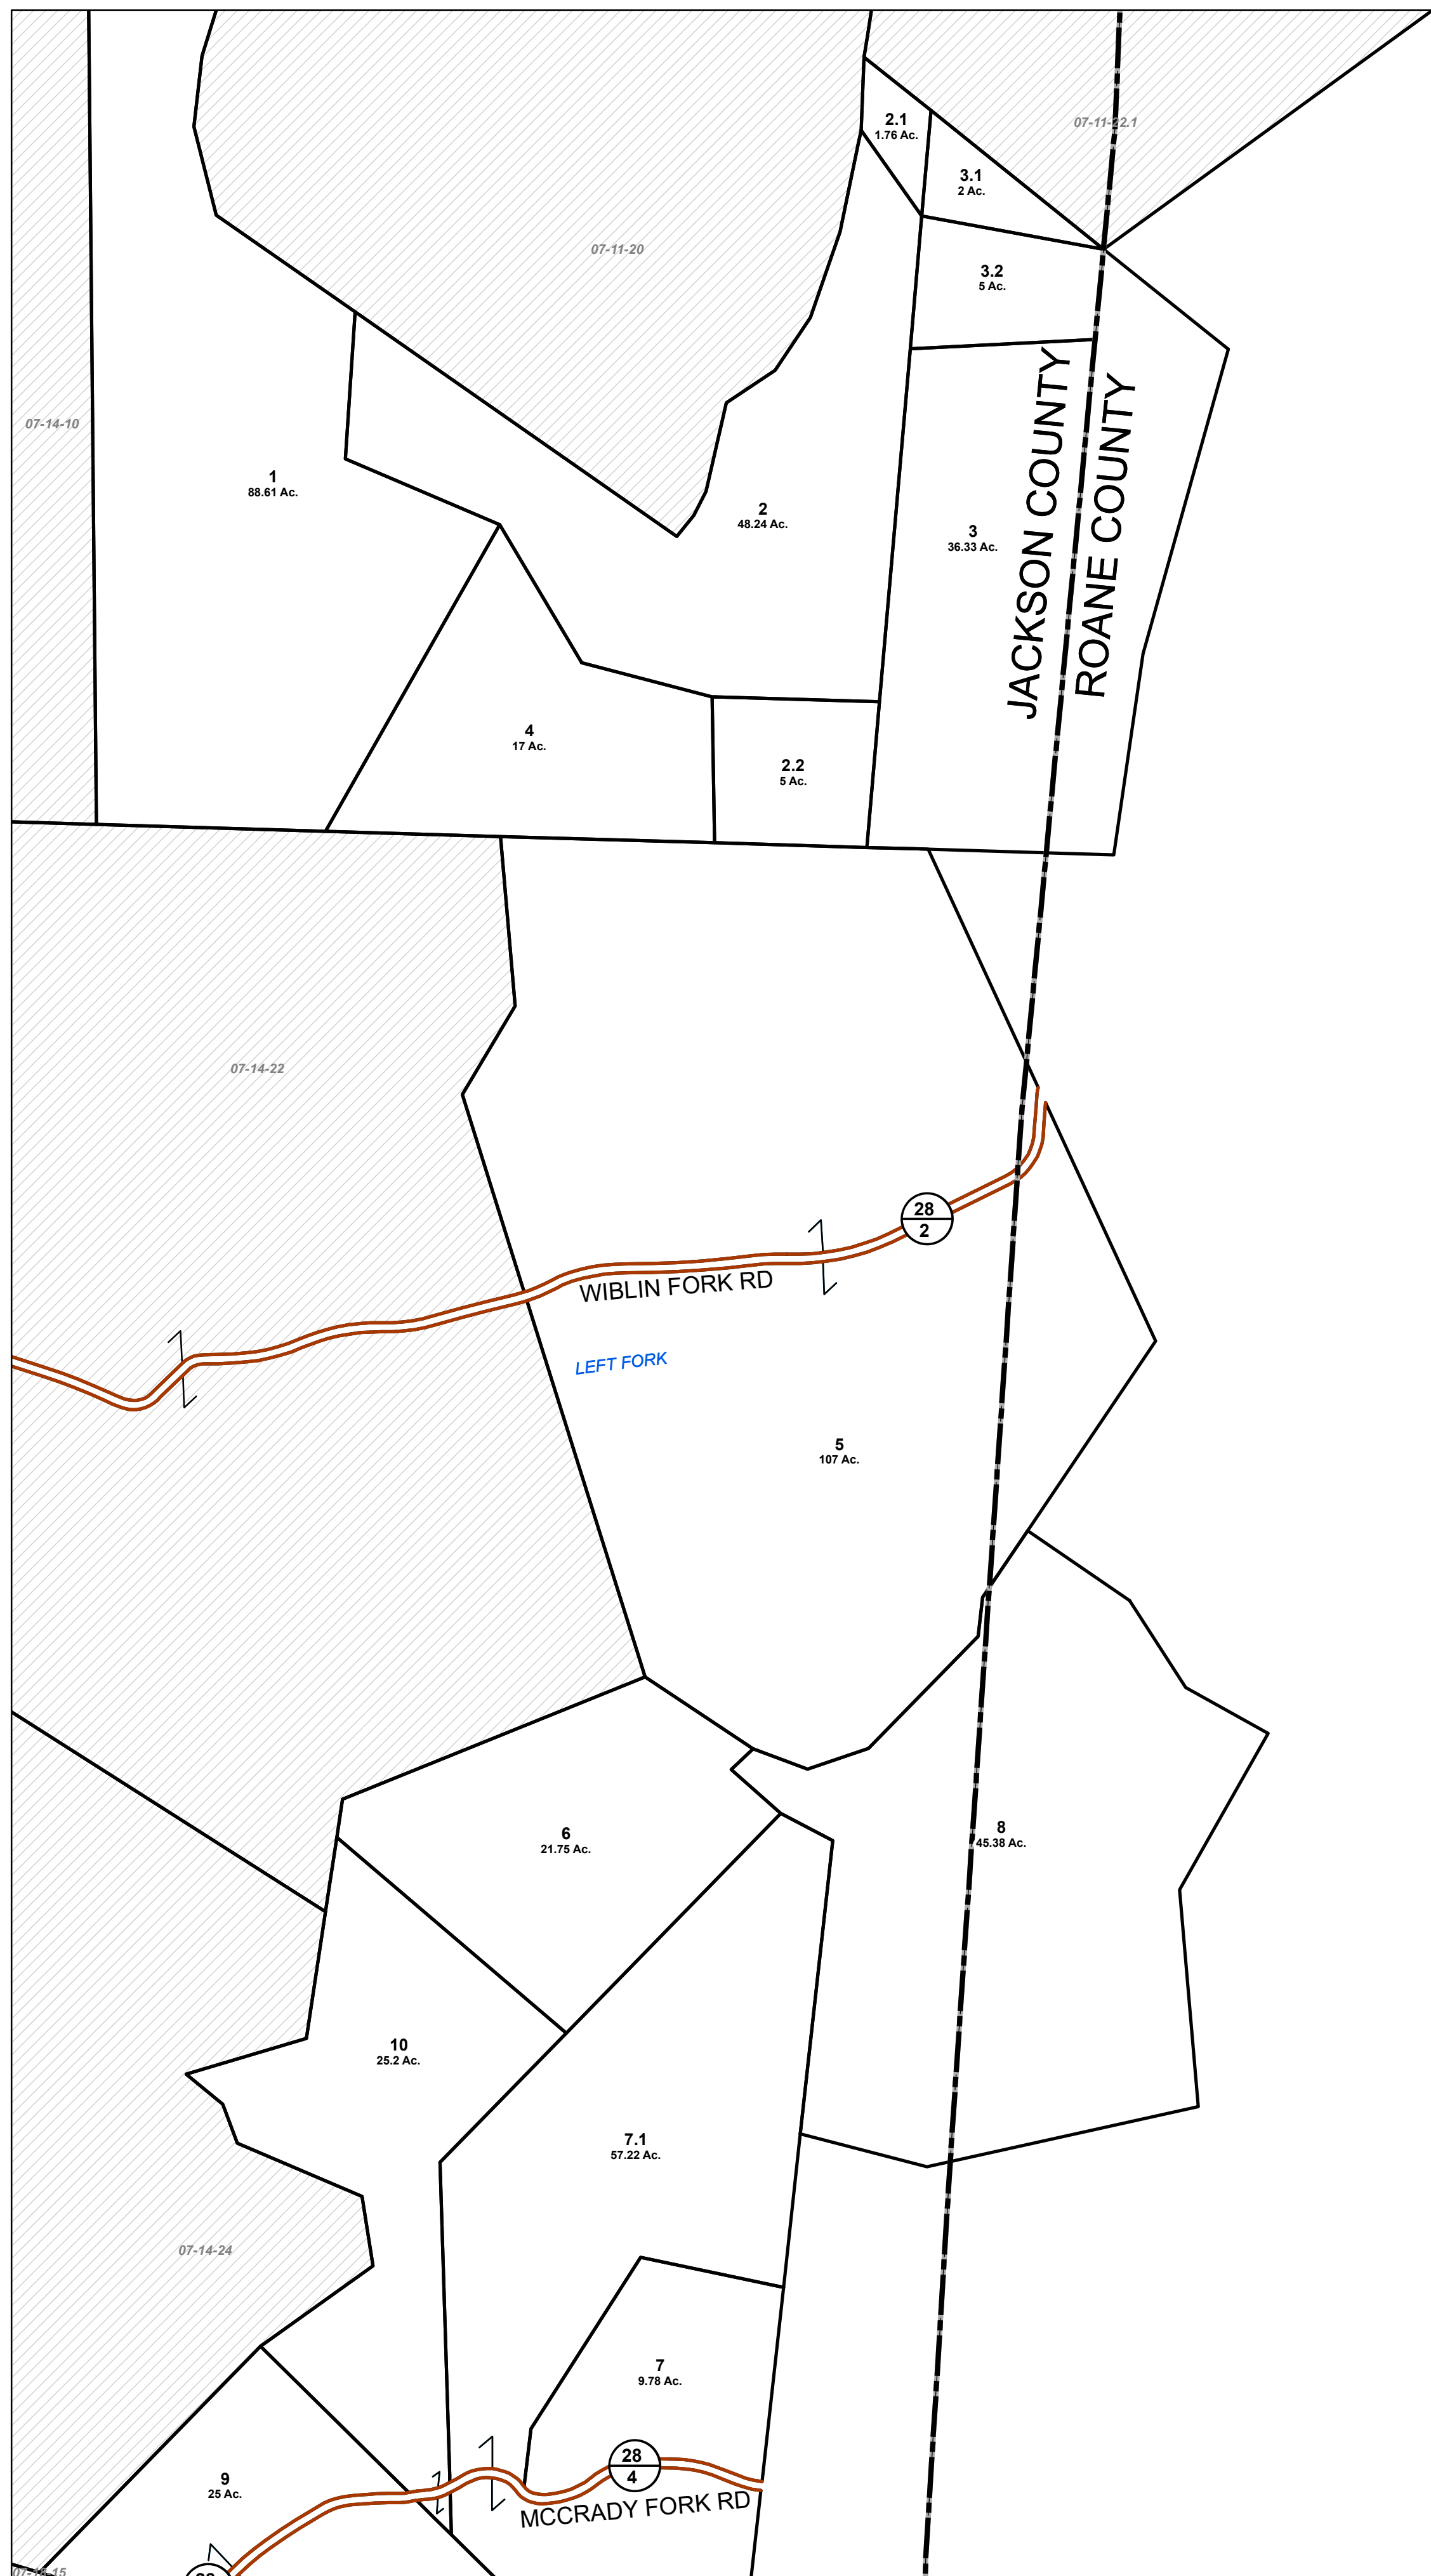 2.1
1.76 Ac.
07-11-22.1
3.1
2 Ac.
07-11-20
3.2
5 Ac.
JACKSON COUNTY
ROANE COUNTY
07-14-10
1
88.61 Ac.
2
48.24 Ac.
3
36.33 Ac.
4
17 Ac.
2.2
5 Ac.
07-14-22
28
2
WIBLIN FORK RD
LEFT FORK
5
107 Ac.
6
21.75 Ac.
8
45.38 Ac.
10
25.2 Ac.
7.1
57.22 Ac.
07-14-24
7
9.78 Ac.
28
4
MCCRADY FORK RD
9
25 Ac.